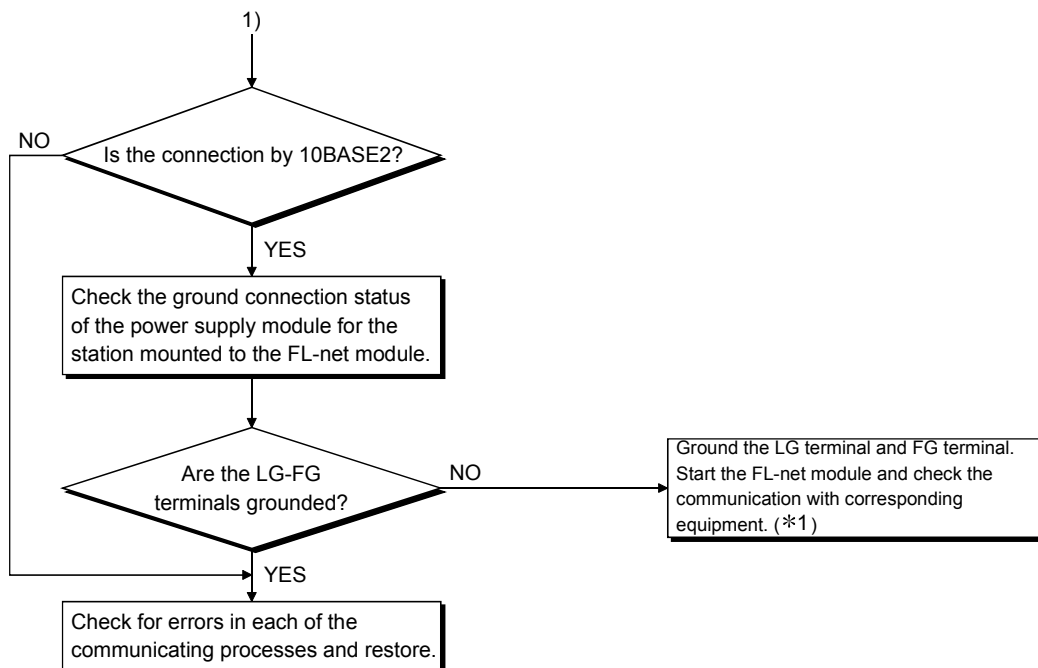 1)
Is the connection by 10BASE2?
NO
YES
Check the ground connection status
of the power supply module for the
station mounted to the FL-net module.
Are the LG-FG
terminals grounded?
NO
Ground the LG terminal and FG terminal.
Start the FL-net module and check the
communication with corresponding
equipment. (*1)
YES
Check for errors in each of the
communicating processes and restore.